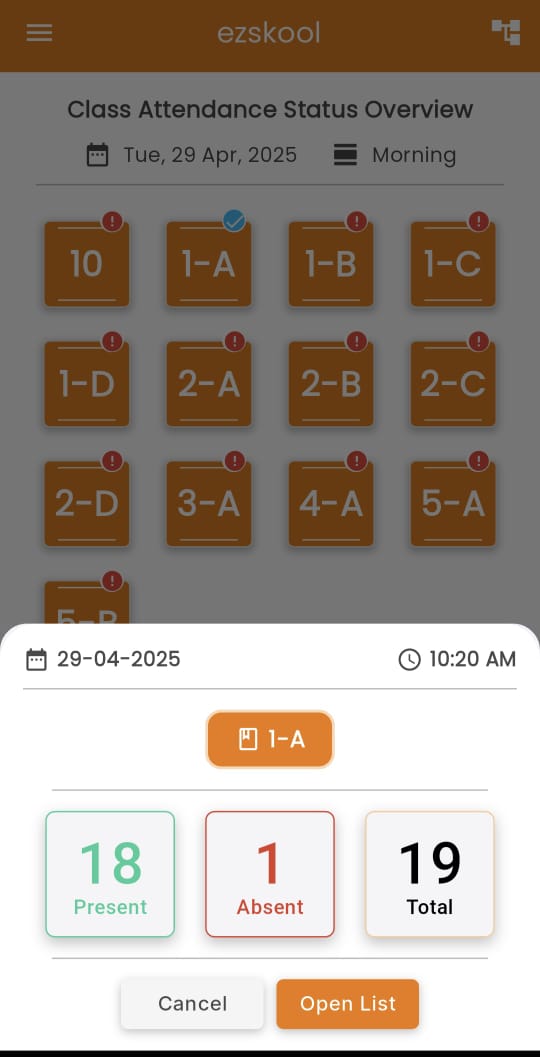 ezskool
Class Attendance Status Overview
Tue, 29 Apr, 2025 Morning
10 1-A 1-B 1-C
1-D 2-A 2-B 2-C
2-D 3-A 4-A 5-A
5-B
29-04-2025 10:20 AM
1-A
18 1 19
Present Absent Total
Cancel Open List